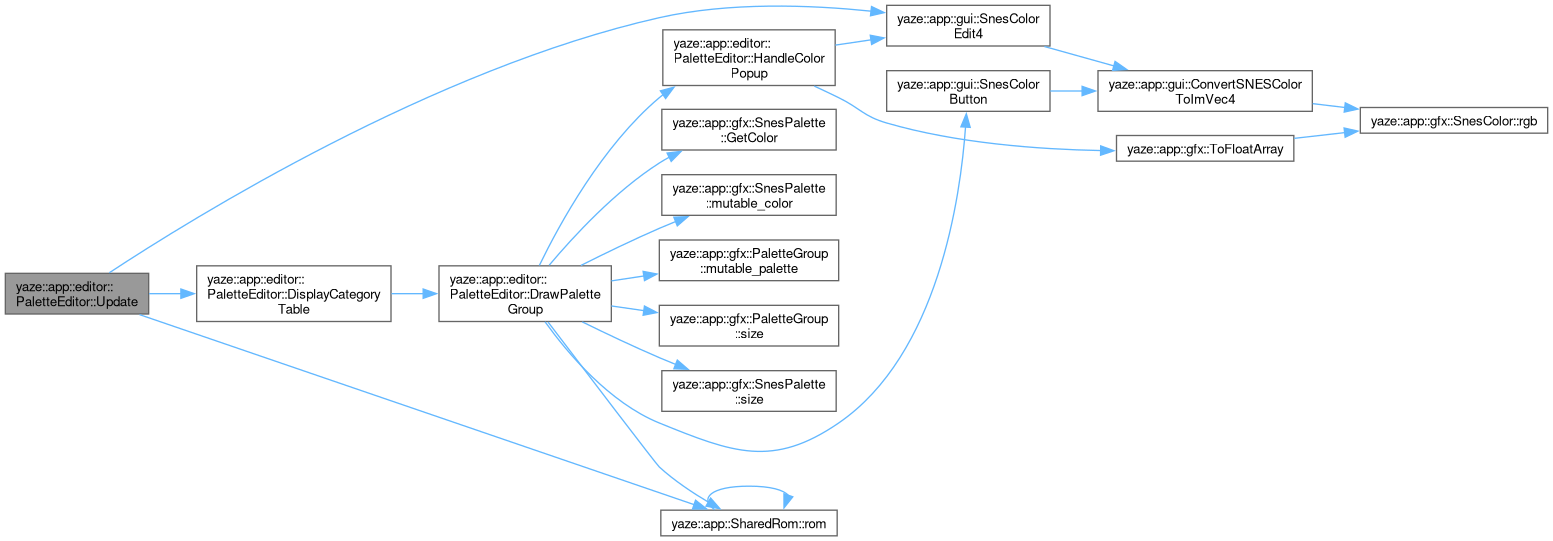 yaze::app::editor::
PaletteEditor::Update
yaze::app::editor::
PaletteEditor::DisplayCategory
Table
yaze::app::editor::
PaletteEditor::DrawPalette
Group
yaze::app::editor::
PaletteEditor::HandleColor
Popup
yaze::app::gfx::SnesPalette
::GetColor
yaze::app::gfx::SnesPalette
::mutable_color
yaze::app::gfx::PaletteGroup
::mutable_palette
yaze::app::gfx::PaletteGroup
::size
yaze::app::gfx::SnesPalette
::size
yaze::app::SharedRom::rom
yaze::app::gui::SnesColor
Edit4
yaze::app::gui::SnesColor
Button
yaze::app::gui::ConvertSNESColor
ToImVec4
yaze::app::gfx::ToFloatArray
yaze::app::gfx::SnesColor::rgb